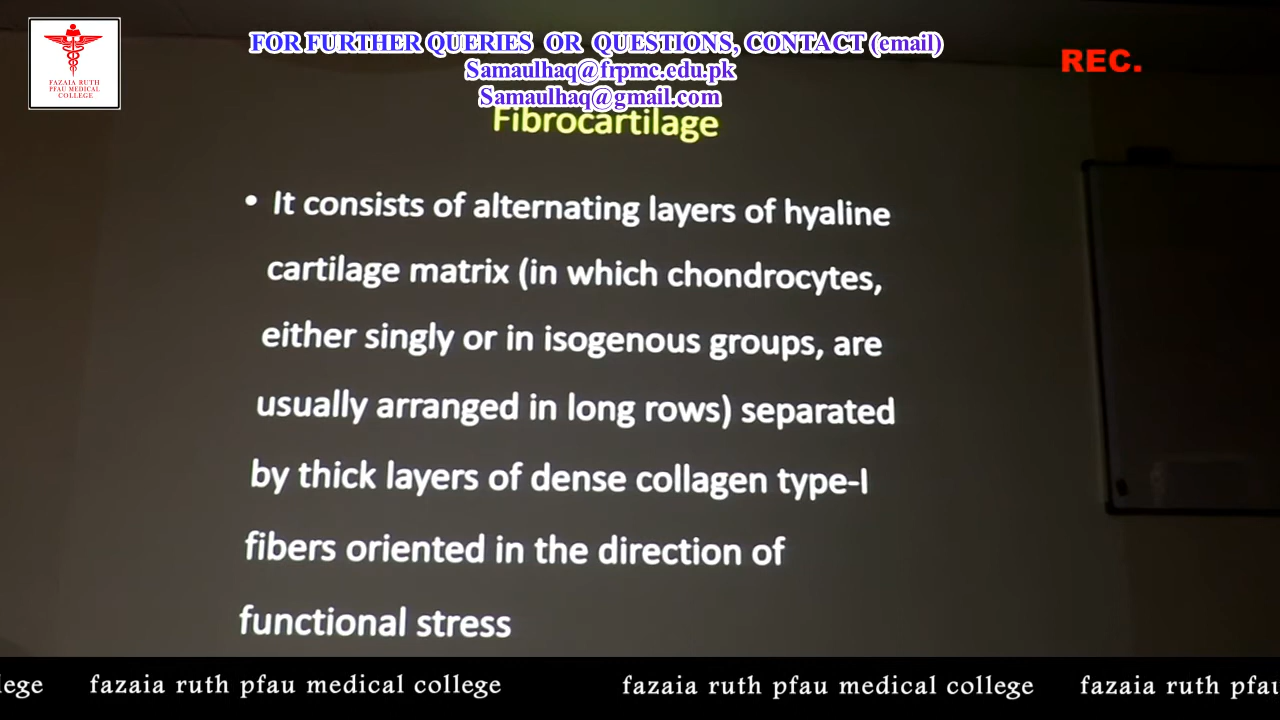 FAZAIA RUTH
PFAU MEDICAL
COLLEGE
FOR FURTHER QUERIES OR QUESTIONS, CONTACT (email)
Samaulhaq@frpmc.edu.pk
Samaulhaq@gmail.com
REC.
Fibrocartilage
• It consists of alternating layers of hyaline
cartilage matrix (in which chondrocytes,
either singly or in isogenous groups, are
usually arranged in long rows) separated
by thick layers of dense collagen type-I
fibers oriented in the direction of
functional stress
lege fazaia ruth pfau medical college fazaia ruth pfau medical college fazaia ruth pfau